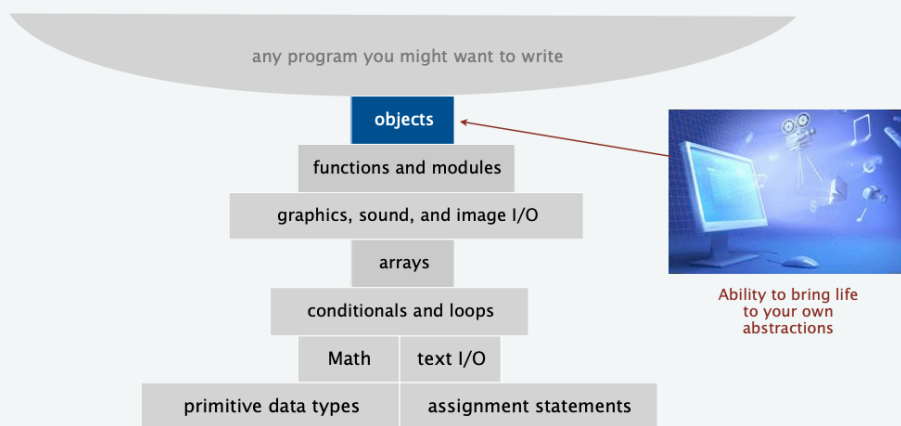 any program you might want to write
objects
functions and modules
graphics, sound, and image I/O
arrays
conditionals and loops
Math
text I/O
primitive data types
assignment statements
Ability to bring life
to your own
abstractions